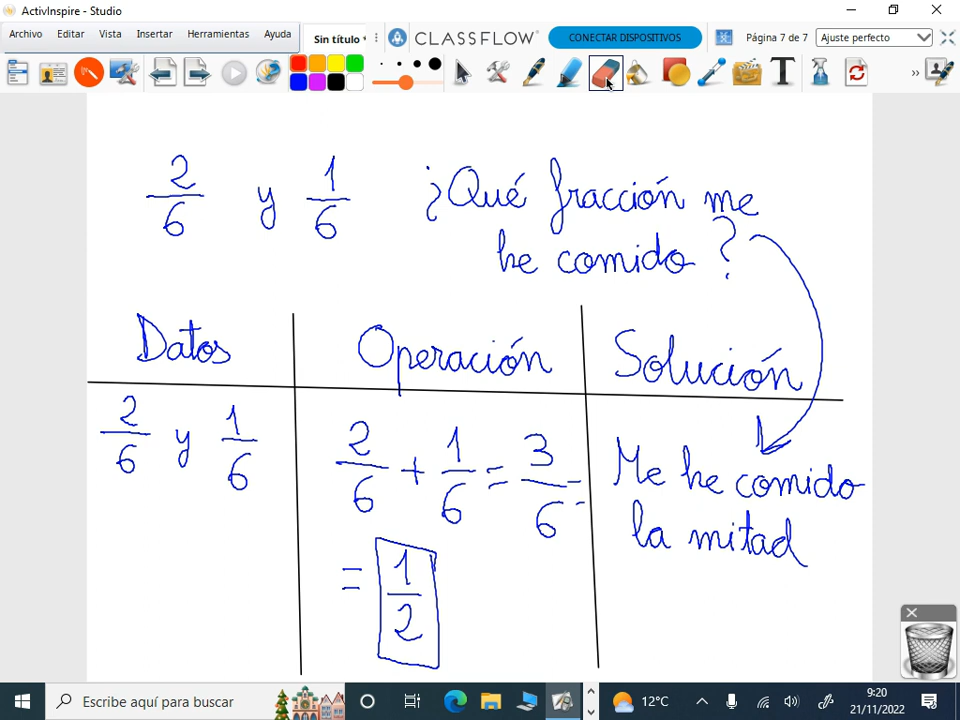 ActivInspire - Studio
Archivo Editar Vista Insertar Herramientas Ayuda
Sin título
CLASSFLOW
CONECTAR DISPOSITIVOS
Página 7 de 7
Ajuste perfecto
2/6 y 1/6 ¿Qué fracción me
he comido?
Datos Operación Solución
2/6 y 1/6
2/6 + 1/6 = 3/6 =
= 1/2
Me he comido
la mitad
Escribe aquí para buscar
12°C
9:20
21/11/2022